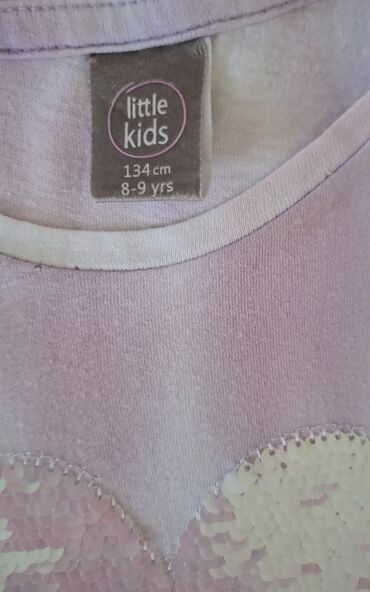 little
kids
134cm
8-9 yrs